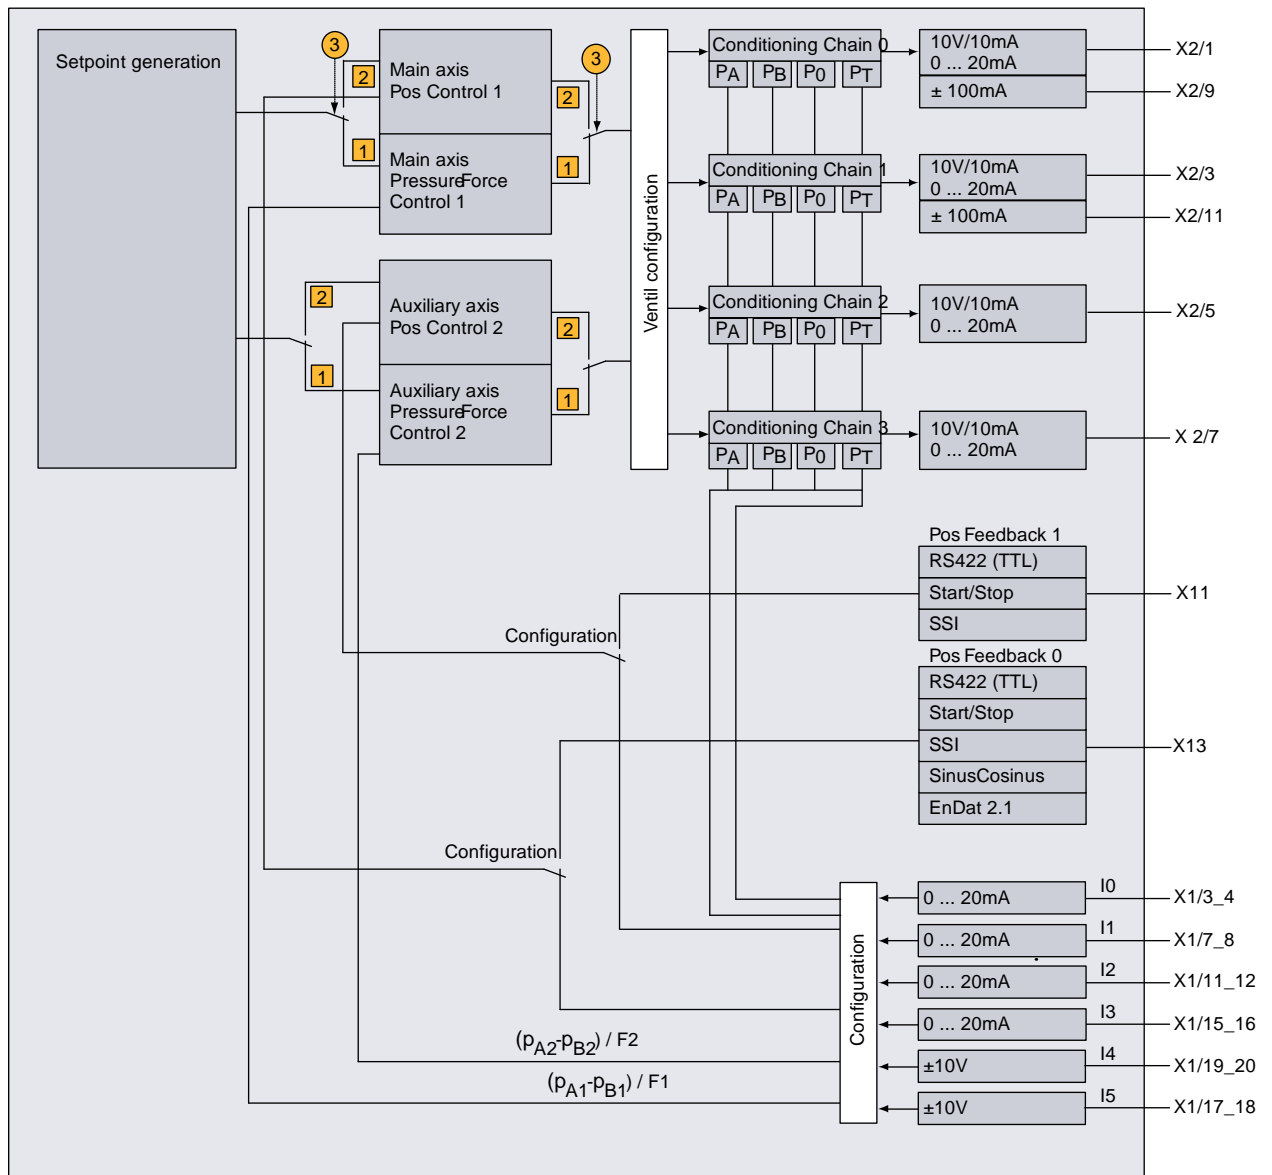 Setpoint generation
3
2
1
Main axis
Pos Control 1
Main axis
PressureForce
Control 1
2
1
3
2
1
Auxiliary axis
Pos Control 2
Auxiliary axis
PressureForce
Control 2
2
1
Ventil configuration
Conditioning Chain 0
PA PB P0 PT
10V/10mA
0 ... 20mA
± 100mA
X2/1
X2/9
Conditioning Chain 1
PA PB P0 PT
10V/10mA
0 ... 20mA
± 100mA
X2/3
X2/11
Conditioning Chain 2
PA PB P0 PT
10V/10mA
0 ... 20mA
X2/5
Conditioning Chain 3
PA PB P0 PT
10V/10mA
0 ... 20mA
X 2/7
Pos Feedback 1
RS422 (TTL)
Start/Stop
SSI
X11
Configuration
Pos Feedback 0
RS422 (TTL)
Start/Stop
SSI
SinusCosinus
EnDat 2.1
X13
Configuration
Configuration
0 ... 20mA I0 X1/3_4
0 ... 20mA I1 X1/7_8
0 ... 20mA I2 X1/11_12
0 ... 20mA I3 X1/15_16
±10V I4 X1/19_20
±10V I5 X1/17_18
(pA2-pB2) / F2
(pA1-pB1) / F1